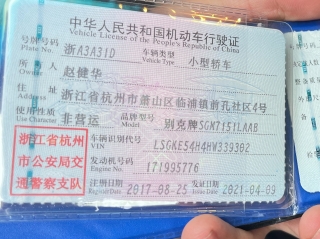 中华人民共和国机动车行驶证
Vehicle License of the People's Republic of China
号牌号码 浙A3A31D 车辆类型 小型轿车
Plate No. Vehicle Type
所有人 赵健华
Owner
住址 浙江省杭州市萧山区临浦镇前孔社区4号
Address
使用性质 非营运 品牌型号 别克牌SGM7151LAAB
Use Character Model
浙江省杭州
市公安局交
通警察支队
车辆识别代号 LSGKE54H4HW339302
VIN
发动机号码 171995776
Engine No.
注册日期 2017-08-25 发证日期 2021-04-09
Register Date Issue Date